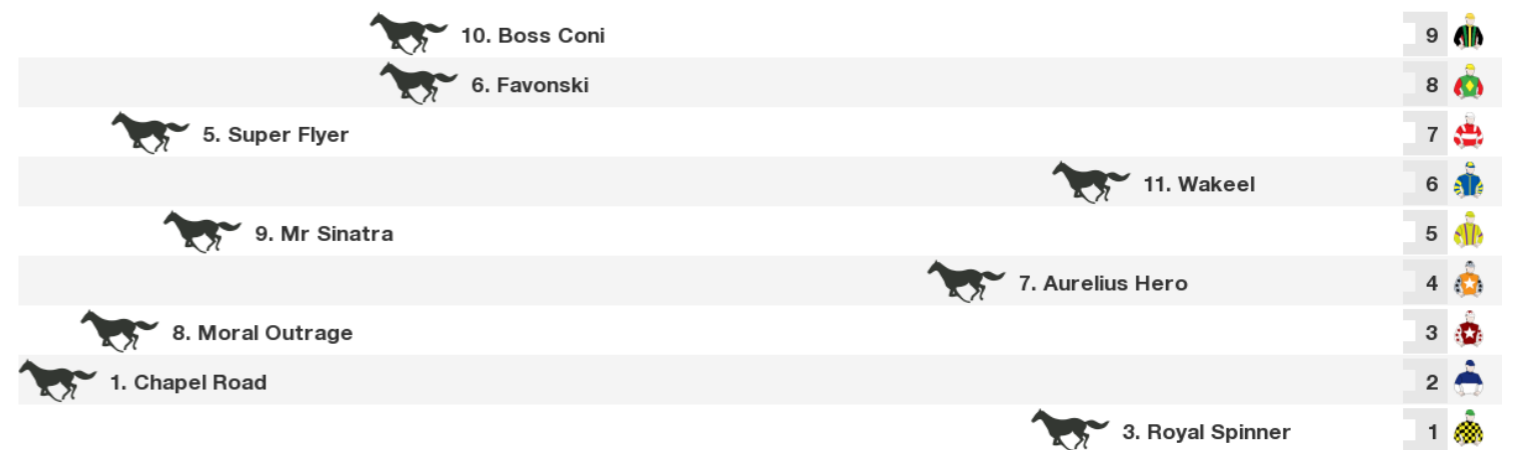 10. Boss Coni 9
6. Favonski 8
5. Super Flyer 7
11. Wakeel 6
9. Mr Sinatra 5
7. Aurelius Hero 4
8. Moral Outrage 3
1. Chapel Road 2
3. Royal Spinner 1